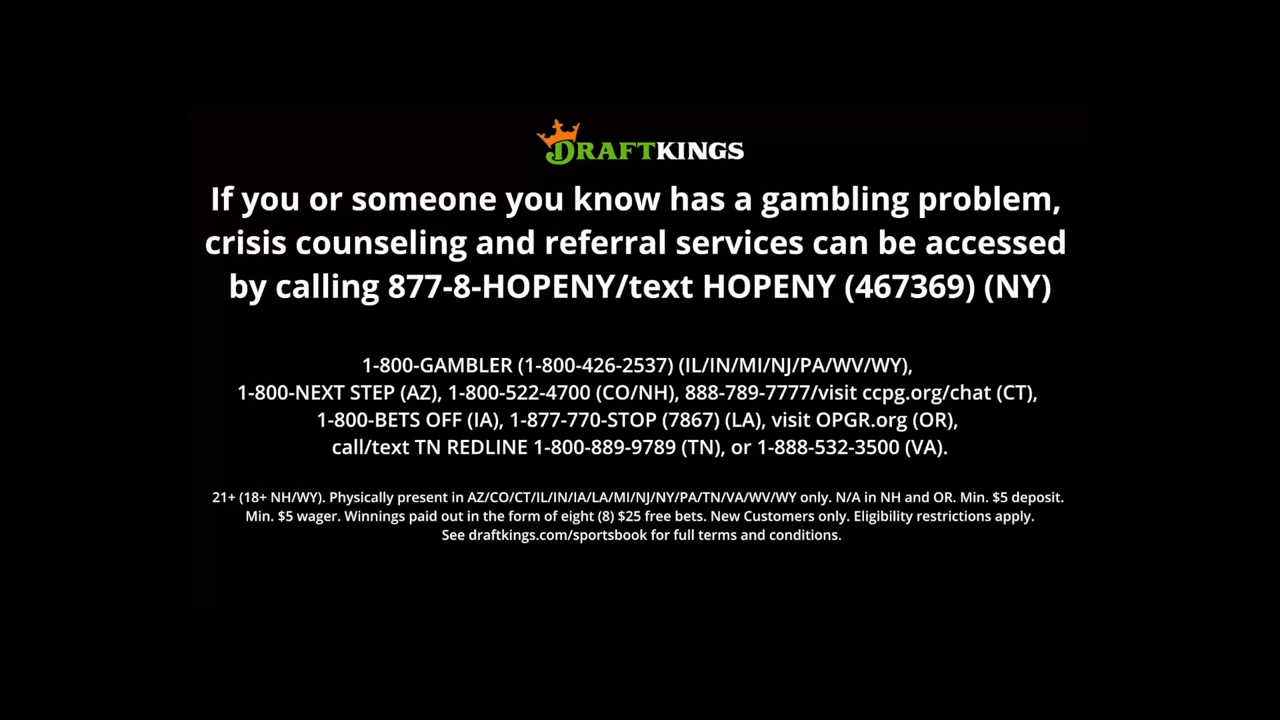 DRAFTKINGS
If you or someone you know has a gambling problem,
crisis counseling and referral services can be accessed
by calling 877-8-HOPENY/text HOPENY (467369) (NY)
1-800-GAMBLER (1-800-426-2537) (IL/IN/MI/NJ/PA/WV/WY),
1-800-NEXT STEP (AZ), 1-800-522-4700 (CO/NH), 888-789-7777/visit ccpg.org/chat (CT),
1-800-BETS OFF (IA), 1-877-770-STOP (7867) (LA), visit OPGR.org (OR),
call/text TN REDLINE 1-800-889-9789 (TN), or 1-888-532-3500 (VA).
21+ (18+ NH/WY). Physically present in AZ/CO/CT/IL/IN/IA/LA/MI/NJ/NY/PA/TN/VA/WV/WY only. N/A in NH and OR. Min. $5 deposit.
Min. $5 wager. Winnings paid out in the form of eight (8) $25 free bets. New Customers only. Eligibility restrictions apply.
See draftkings.com/sportsbook for full terms and conditions.